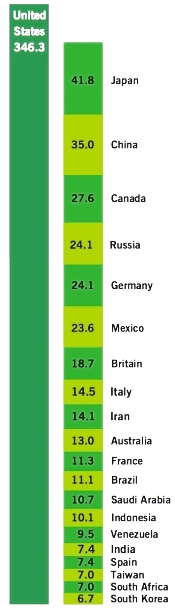 United
States
346.3
41.8 Japan
35.0 China
27.6 Canada
24.1 Russia
24.1 Germany
23.6 Mexico
18.7 Britain
14.5 Italy
14.1 Iran
13.0 Australia
11.3 France
11.1 Brazil
10.7 Saudi Arabia
10.1 Indonesia
9.5 Venezuela
7.4 India
7.4 Spain
7.0 Taiwan
7.0 South Africa
6.7 South Korea